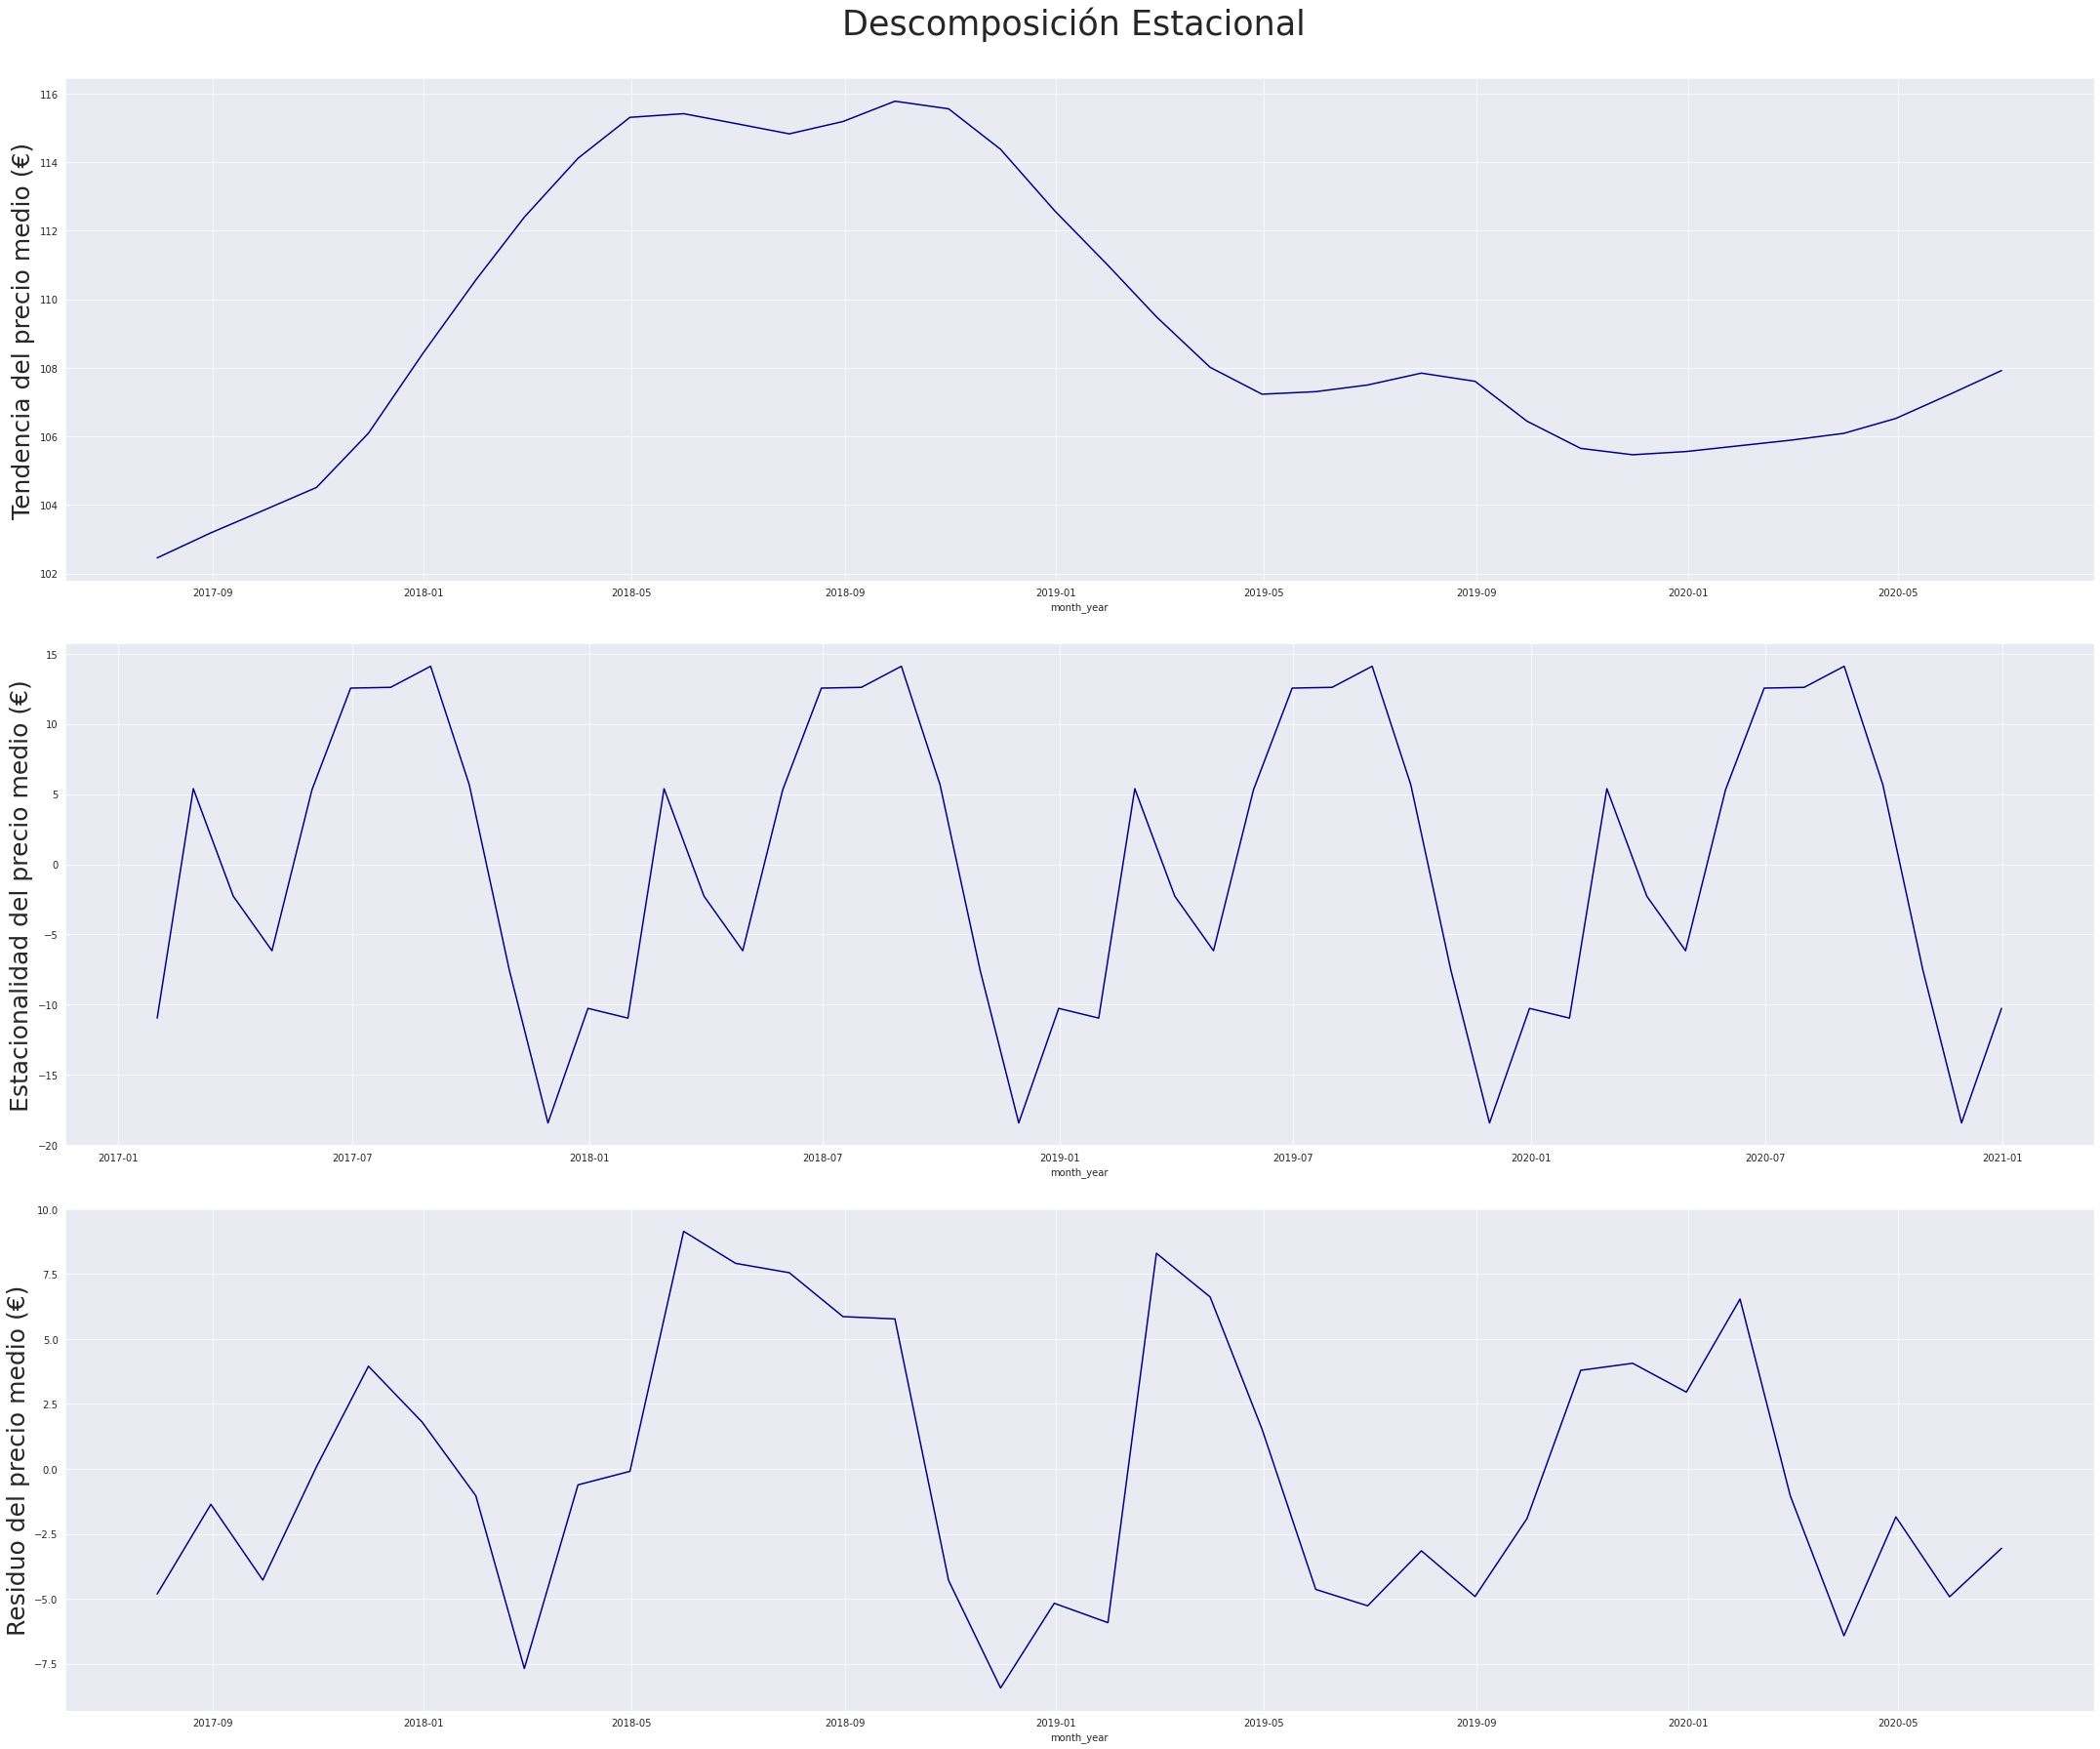 Descomposición Estacional
Tendencia del precio medio (€)
116
114
112
110
108
106
104
102
2017-09 2018-01 2018-05 2018-09 2019-01 2019-05 2019-09 2020-01 2020-05
month_year
Estacionalidad del precio medio (€)
15
10
5
0
−5
−10
−15
−20
2017-01 2017-07 2018-01 2018-07 2019-01 2019-07 2020-01 2020-07 2021-01
month_year
Residuo del precio medio (€)
10.0
7.5
5.0
2.5
0.0
−2.5
−5.0
−7.5
2017-09 2018-01 2018-05 2018-09 2019-01 2019-05 2019-09 2020-01 2020-05
month_year